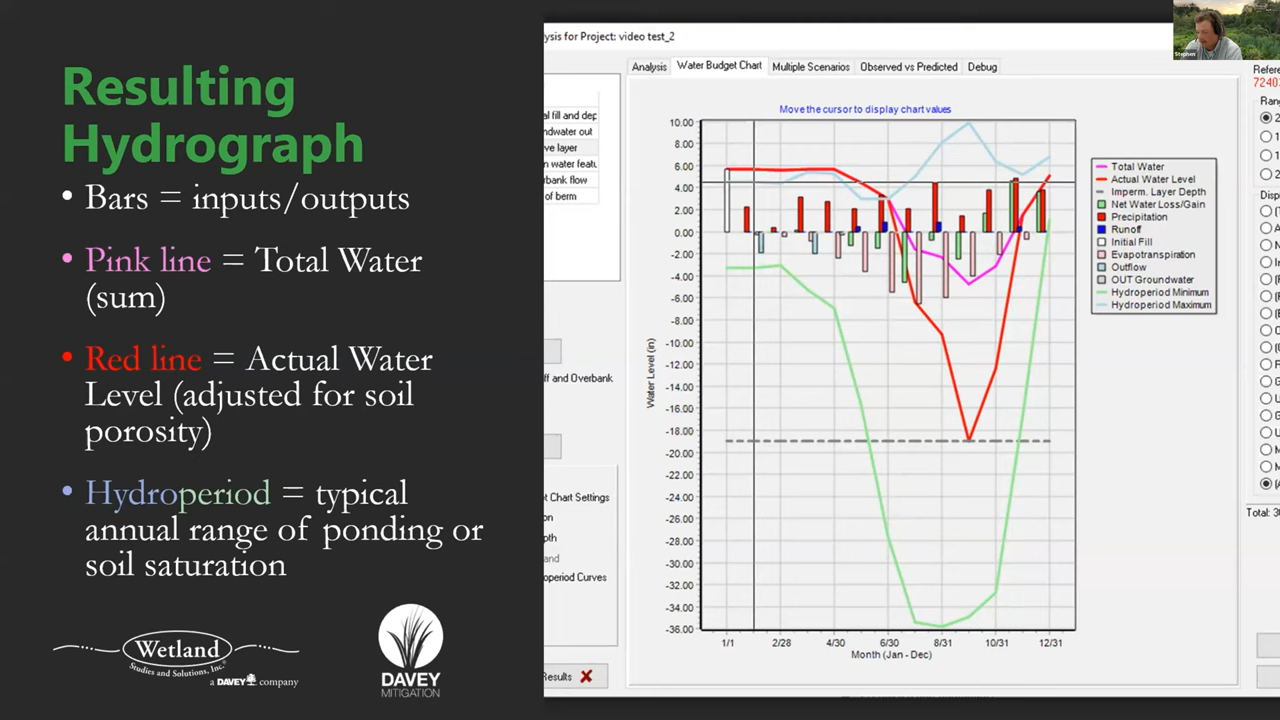 Resulting
Hydrograph
• Bars = inputs/outputs
• Pink line = Total Water
(sum)
• Red line = Actual Water
Level (adjusted for soil
porosity)
• Hydroperiod = typical
annual range of ponding or
soil saturation
Wetland
Studies and Solutions, Inc.®
a DAVEY company
DAVEY
MITIGATION
ysis for Project: video test_2
Stephen
Analysis
Water Budget Chart
Multiple Scenarios
Observed vs Predicted
Debug
al fill and dep
ndwater out
ve layer
n water featu
rbank flow
of berm
ff and Overbank
t Chart Settings
on
pth
and
operiod Curves
Results
Move the cursor to display chart values
10.00
8.00
6.00
4.00
2.00
0.00
-2.00
-4.00
-6.00
-8.00
-10.00
-12.00
-14.00
-16.00
-18.00
-20.00
-22.00
-24.00
-26.00
-28.00
-30.00
-32.00
-34.00
-36.00
Water Level (in)
1/1 2/28 4/30 6/30 8/31 10/31 12/31
Month (Jan - Dec)
Total Water
Actual Water Level
Imperm. Layer Depth
Net Water Loss/Gain
Precipitation
Runoff
Initial Fill
Evapotranspiration
Outflow
OUT Groundwater
Hydroperiod Minimum
Hydroperiod Maximum
Refere
7240
Ran
Disp
Total: 3